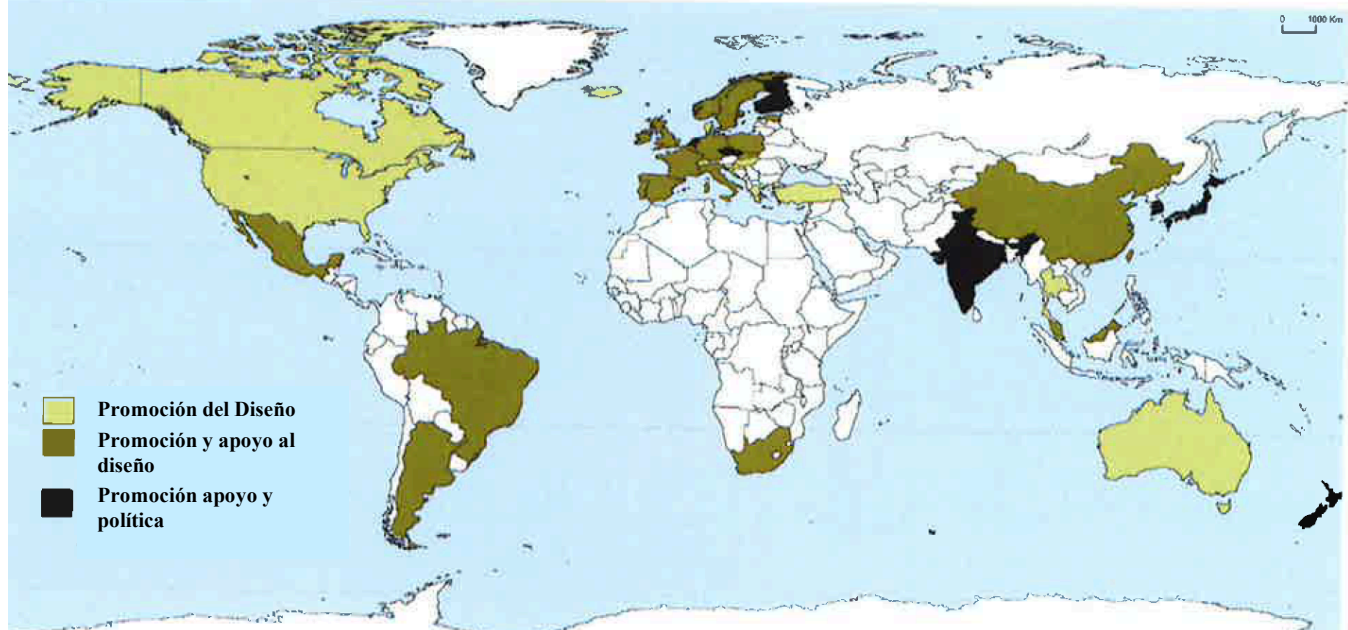 0 1000 Km
Promoción del Diseño
Promoción y apoyo al
diseño
Promoción apoyo y
política